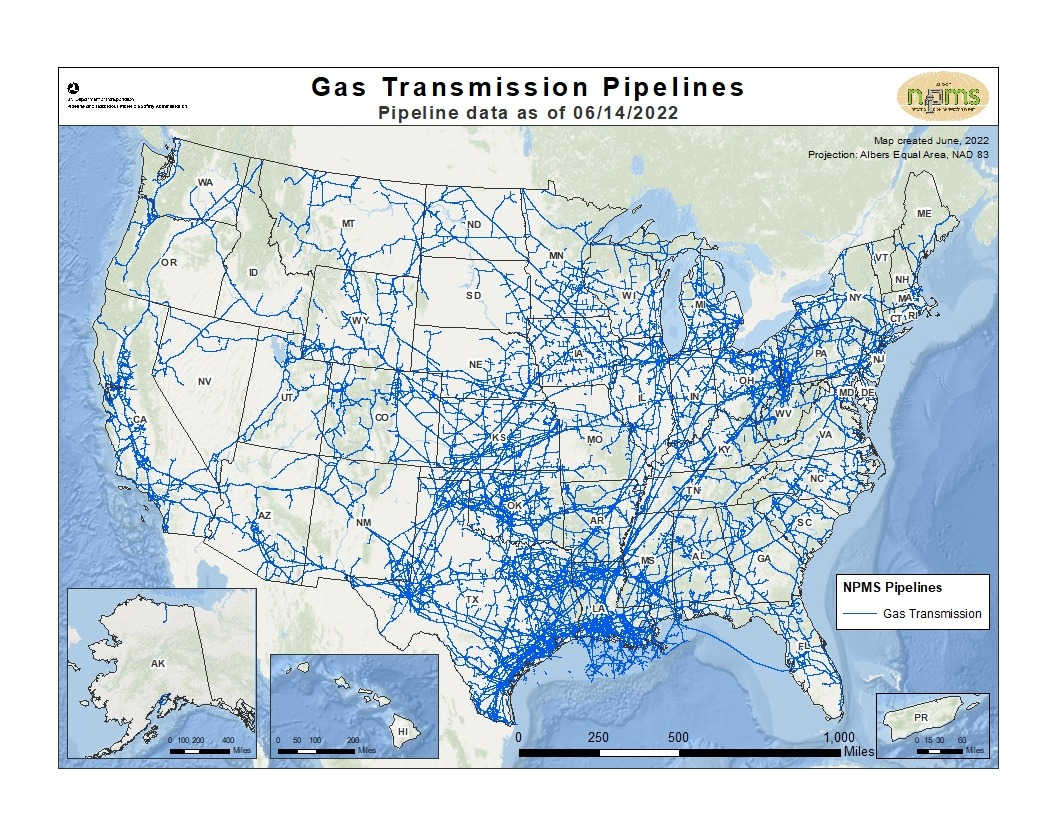 Gas Transmission Pipelines
Pipeline data as of 06/14/2022
npms
Map created June, 2022
Projection: Albers Equal Area, NAD 83
WA
MT
ND
MN
ME
VT
NH
OR
ID
SD
WI
MI
NY
MA
CT
RI
WY
IA
NE
PA
NJ
NV
UT
CO
IL
IN
OH
MD
DE
WV
CA
KS
MO
KY
VA
AZ
NM
OK
AR
TN
NC
SC
MS
AL
GA
TX
LA
FL
NPMS Pipelines
Gas Transmission
AK
0 100 200 400
Miles
HI
0 50 100 200
Miles
PR
0 15 30 60
Miles
0 250 500 1,000
Miles